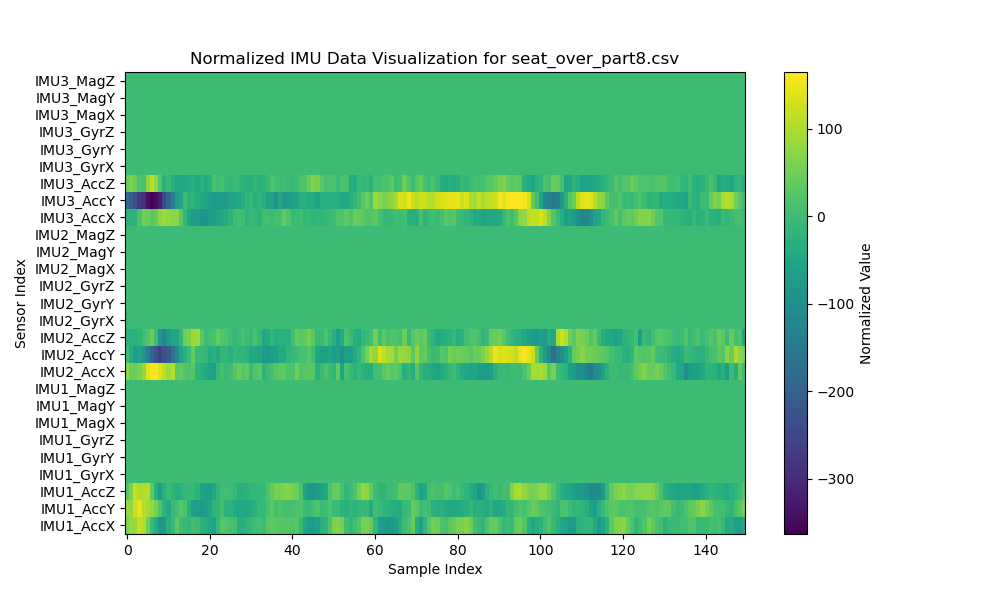 Normalized IMU Data Visualization for seat_over_part8.csv
IMU3_MagZ
IMU3_MagY
IMU3_MagX
IMU3_GyrZ
IMU3_GyrY
IMU3_GyrX
IMU3_AccZ
IMU3_AccY
IMU3_AccX
IMU2_MagZ
IMU2_MagY
IMU2_MagX
IMU2_GyrZ
IMU2_GyrY
IMU2_GyrX
IMU2_AccZ
IMU2_AccY
IMU2_AccX
IMU1_MagZ
IMU1_MagY
IMU1_MagX
IMU1_GyrZ
IMU1_GyrY
IMU1_GyrX
IMU1_AccZ
IMU1_AccY
IMU1_AccX
Sensor Index
0 20 40 60 80 100 120 140
Sample Index
100
0
−100
−200
−300
Normalized Value